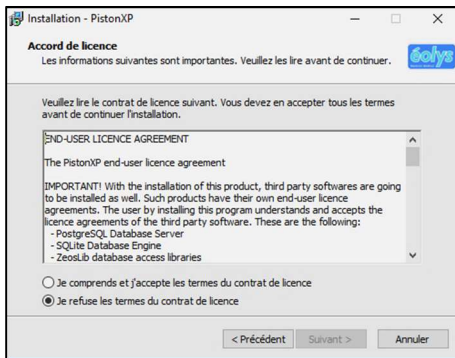 Installation - PistonXP
Accord de licence
Les informations suivantes sont importantes. Veuillez les lire avant de continuer.
éolys
Veuillez lire le contrat de licence suivant. Vous devez en accepter tous les termes
avant de continuer l'installation.
END-USER LICENCE AGREEMENT
The PistonXP end-user licence agreement
IMPORTANT! With the installation of this product, third party softwares are going
to be installed as well. Such products have their own end-user licence
agreements. The user by installing this program understands and accepts the
licence agreements of the third party software. These are the following:
- PostgreSQL Database Server
- SQLite Database Engine
- ZeosLib database access libraries
Je comprends et j'accepte les termes du contrat de licence
Je refuse les termes du contrat de licence
< Précédent
Suivant >
Annuler